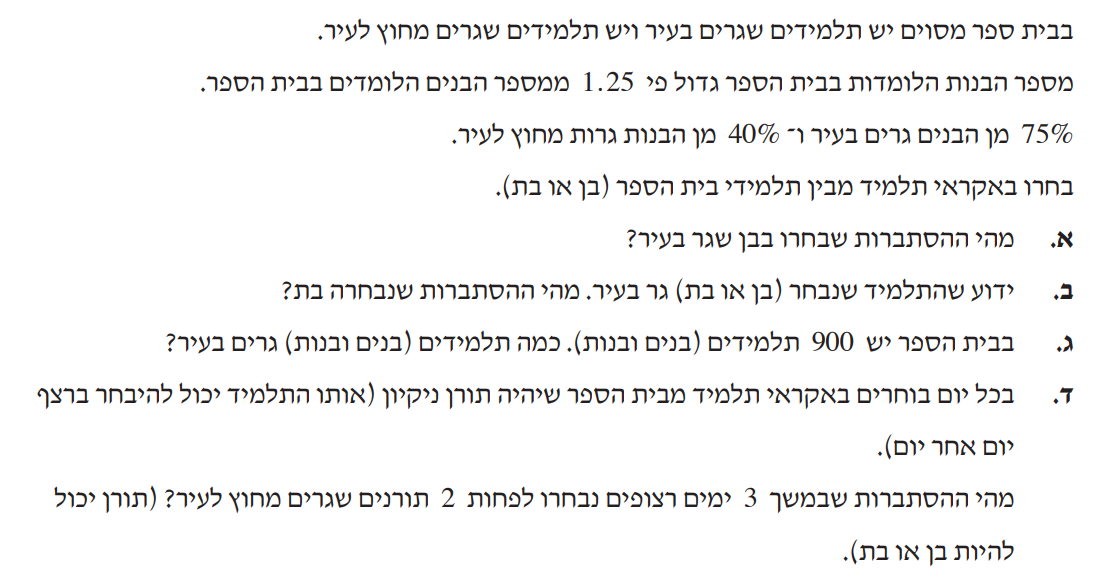 בבית ספר מסוים יש תלמידים שגרים בעיר ויש תלמידים שגרים מחוץ לעיר.
מספר הבנות הלומדות בבית הספר גדול פי 1.25 ממספר הבנים הלומדים בבית הספר.
75% מן הבנים גרים בעיר ו־ 40% מן הבנות גרות מחוץ לעיר.
בחרו באקראי תלמיד מבין תלמידי בית הספר (בן או בת).
א. מהי ההסתברות שבחרו בבן שגר בעיר?
ב. ידוע שהתלמיד שנבחר (בן או בת) גר בעיר. מהי ההסתברות שנבחרה בת?
ג. בבית הספר יש 900 תלמידים (בנים ובנות). כמה תלמידים (בנים ובנות) גרים בעיר?
ד. בכל יום בוחרים באקראי תלמיד מבית הספר שיהיה תורן ניקיון (אותו התלמיד יכול להיבחר ברצף
יום אחר יום).
מהי ההסתברות שבמשך 3 ימים רצופים נבחרו לפחות 2 תורנים שגרים מחוץ לעיר? (תורן יכול
להיות בן או בת).